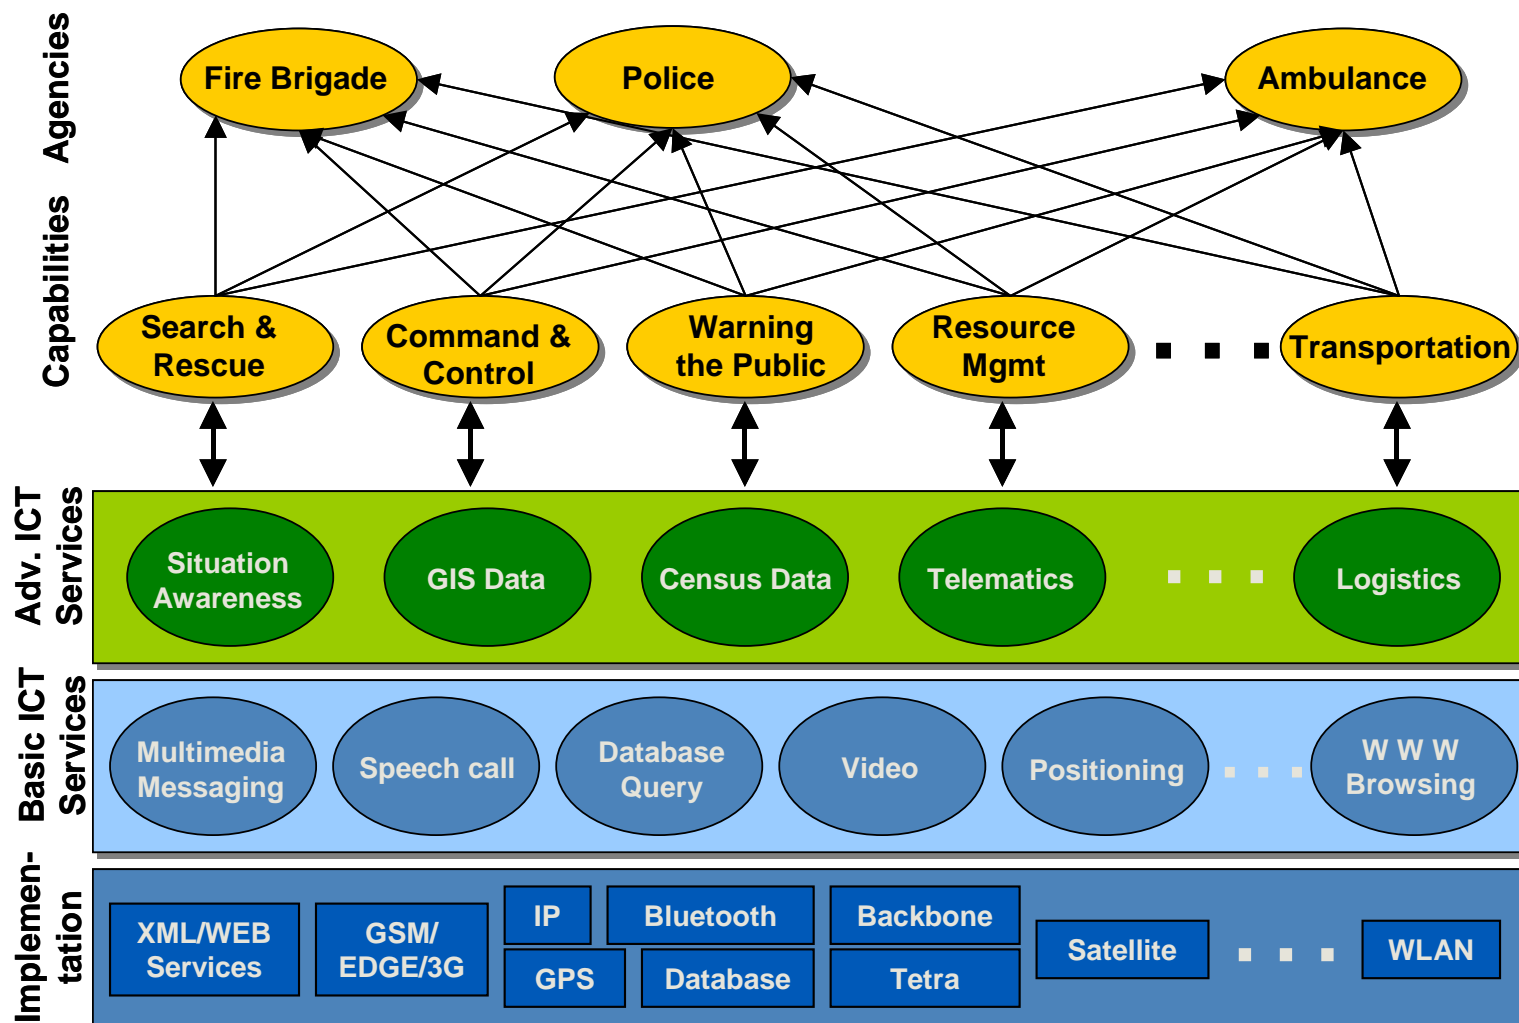 Agencies
Fire Brigade
Police
Ambulance
Capabilities
Search &
Rescue
Command &
Control
Warning
the Public
Resource
Mgmt
Transportation
Adv. ICT
Services
Situation
Awareness
GIS Data
Census Data
Telematics
Logistics
Basic ICT
Services
Multimedia
Messaging
Speech call
Database
Query
Video
Positioning
W W W
Browsing
Implemen-
tation
XML/WEB
Services
GSM/
EDGE/3G
IP
Bluetooth
Backbone
GPS
Database
Tetra
Satellite
WLAN